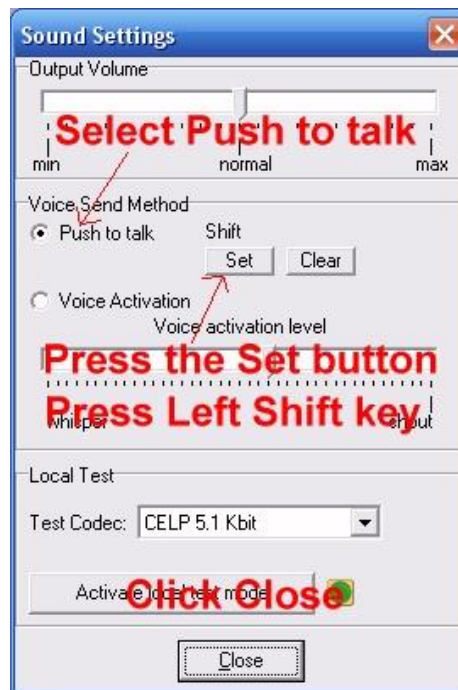 Sound Settings
Output Volume
Select Push to talk
min normal max
Voice Send Method
Push to talk Shift
Set Clear
Voice Activation
Voice activation level
Press the Set button
Press Left Shift key
whisper shout
Local Test
Test Codec: CELP 5.1 Kbit
Activate local test mode
Click Close
Close